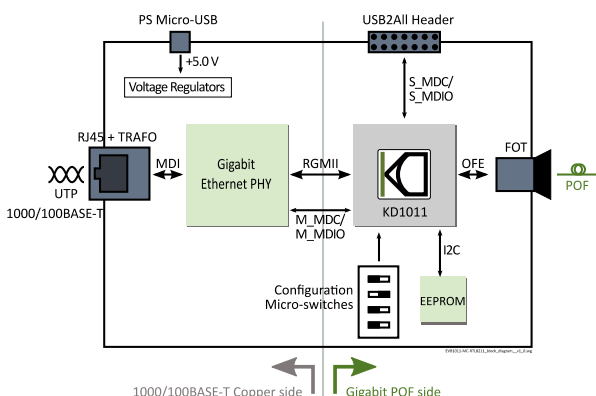 PS Micro-USB
USB2All Header
+5.0 V
Voltage Regulators
S_MDC/
S_MDIO
RJ45 + TRAFO
FOT
MDI
Gigabit
Ethernet PHY
RGMII
OFE
UTP
POF
1000/100BASE-T
KD1011
M_MDC/
M_MDIO
I2C
Configuration
Micro-switches
EEPROM
1000/100BASE-T Copper side
Gigabit POF side